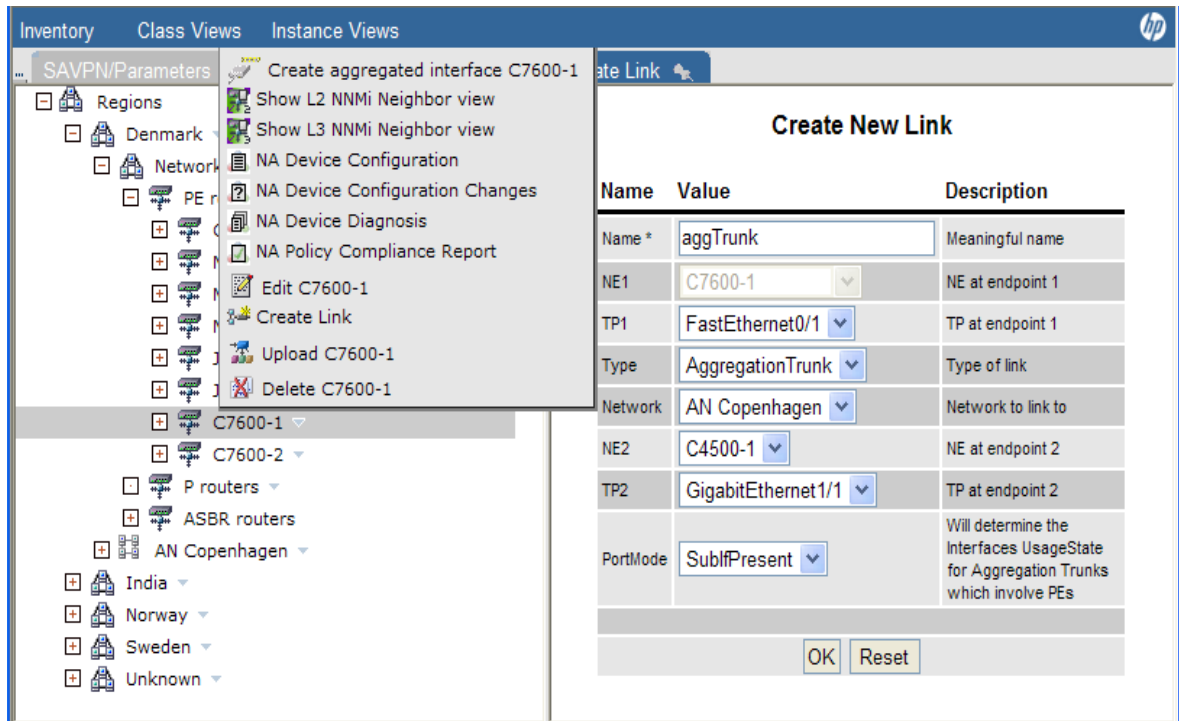 Inventory Class Views Instance Views
hp
... SAVPN/Parameters
ate Link
Create aggregated interface C7600-1
Show L2 NNMi Neighbor view
Show L3 NNMi Neighbor view
NA Device Configuration
NA Device Configuration Changes
NA Device Diagnosis
NA Policy Compliance Report
Edit C7600-1
Create Link
Upload C7600-1
Delete C7600-1
Regions
Denmark
Network
PE r
C
N
N
N
J
J
C7600-1
C7600-2
P routers
ASBR routers
AN Copenhagen
India
Norway
Sweden
Unknown
Create New Link
Name Value Description
Name * aggTrunk Meaningful name
NE1 C7600-1 NE at endpoint 1
TP1 FastEthernet0/1 TP at endpoint 1
Type AggregationTrunk Type of link
Network AN Copenhagen Network to link to
NE2 C4500-1 NE at endpoint 2
TP2 GigabitEthernet1/1 TP at endpoint 2
PortMode SubIfPresent Will determine the
Interfaces UsageState
for Aggregation Trunks
which involve PEs
OK Reset